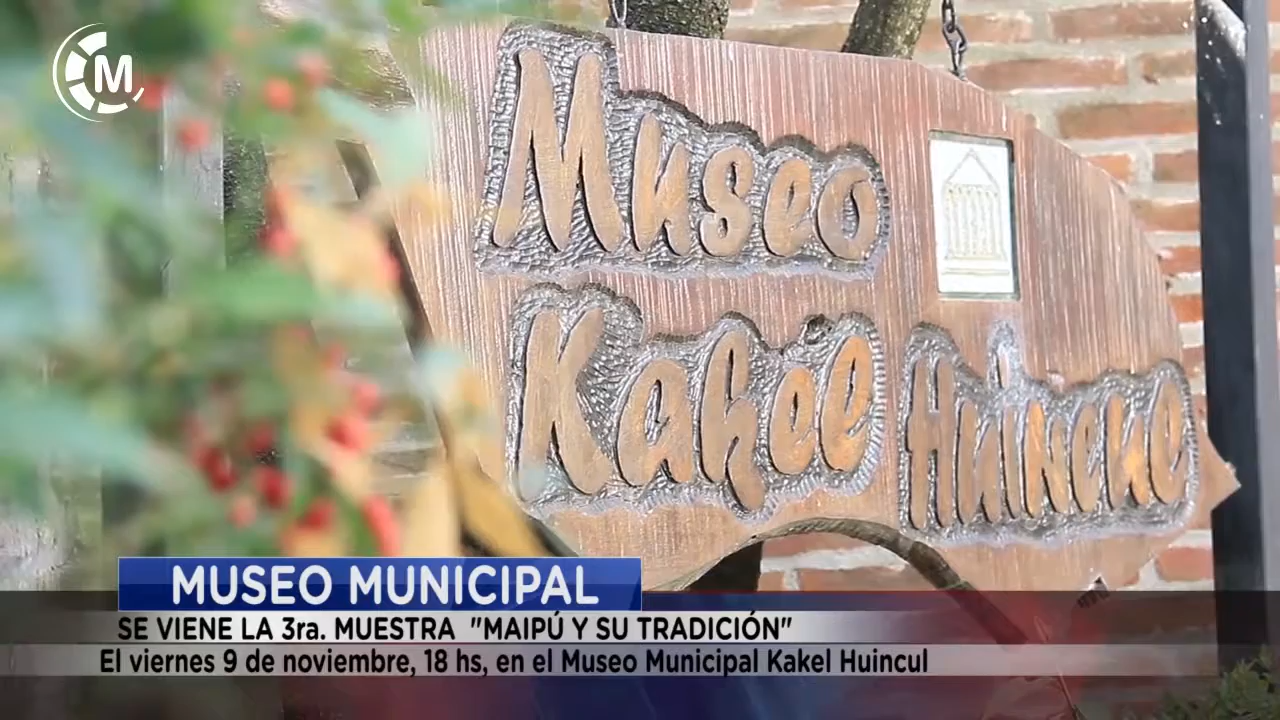 M
Museo
Kakel Huincul
MUSEO MUNICIPAL
SE VIENE LA 3ra. MUESTRA "MAIPÚ Y SU TRADICIÓN"
El viernes 9 de noviembre, 18 hs, en el Museo Municipal Kakel Huincul